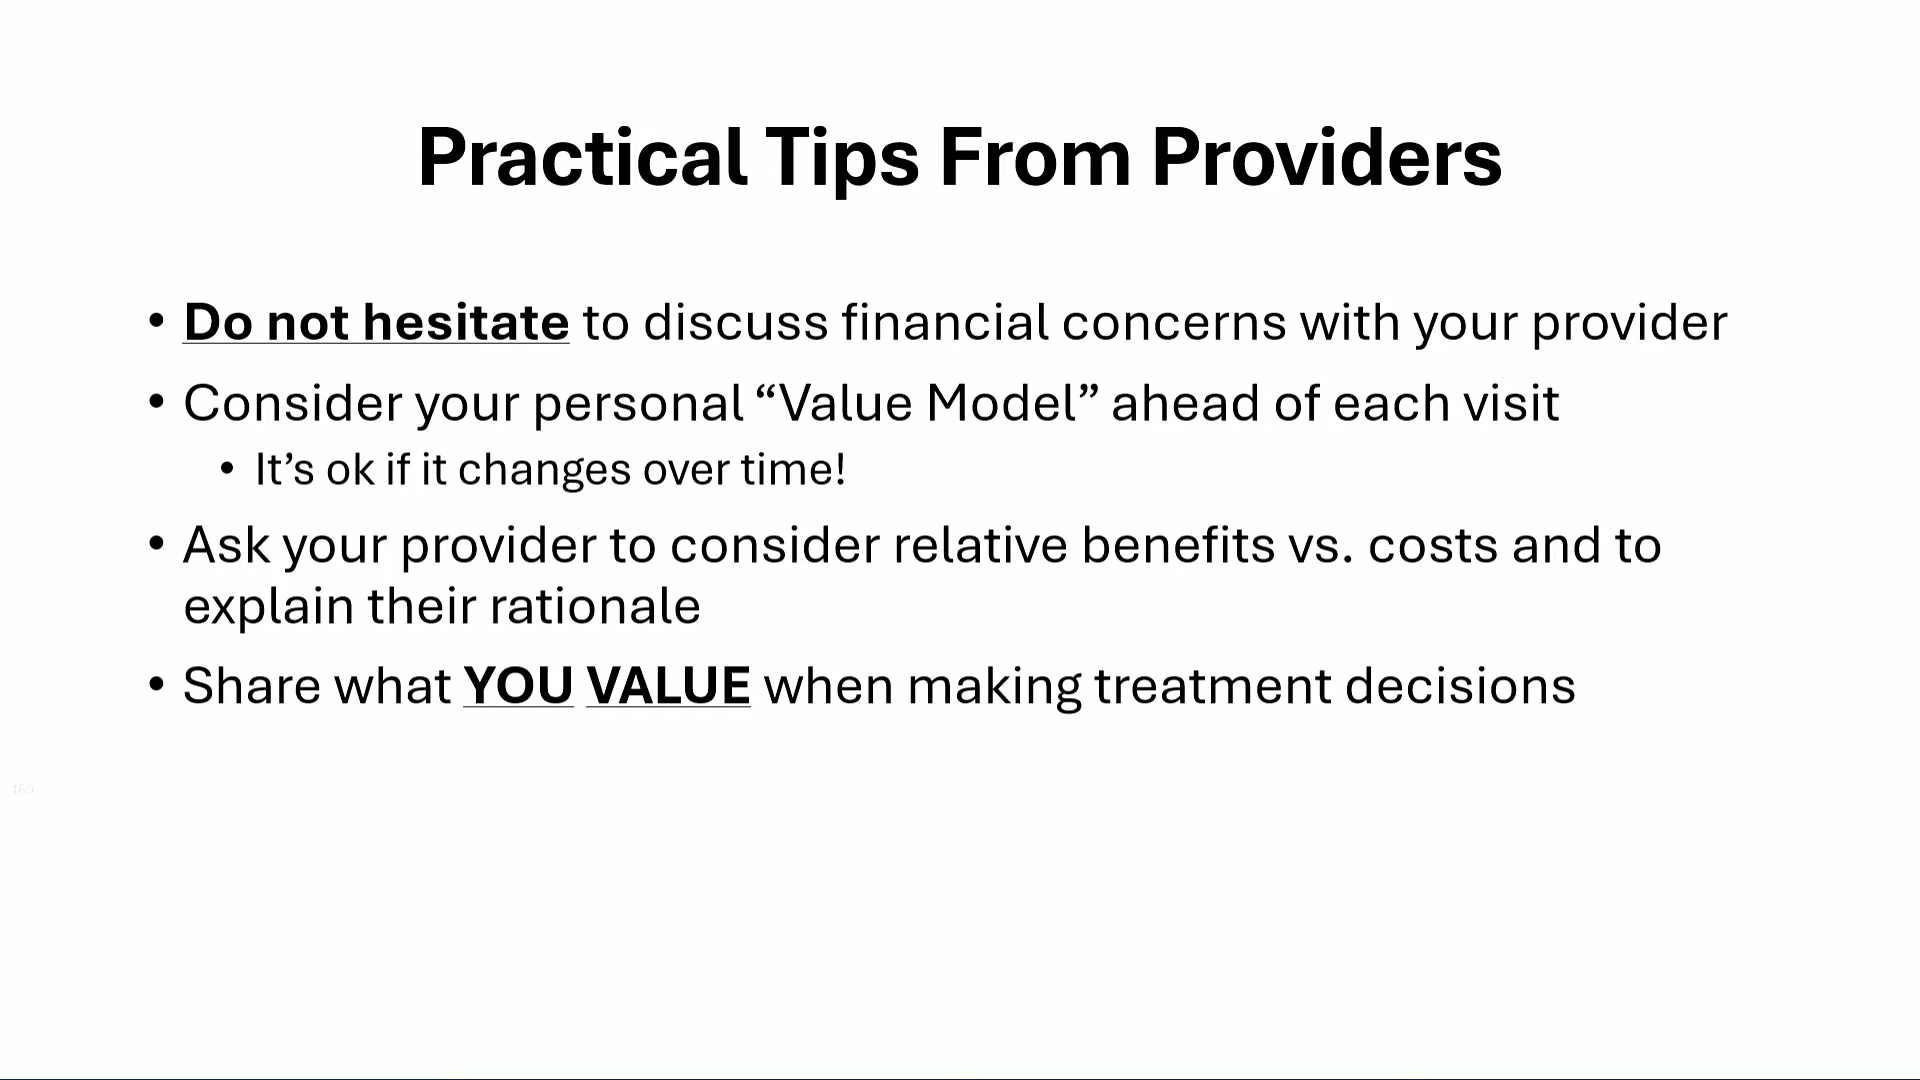 Practical Tips From Providers
• Do not hesitate to discuss financial concerns with your provider
• Consider your personal “Value Model” ahead of each visit
• It’s ok if it changes over time!
• Ask your provider to consider relative benefits vs. costs and to
explain their rationale
• Share what YOU VALUE when making treatment decisions